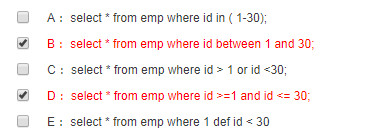 A： select * from emp where id in ( 1-30);
B： select * from emp where id between 1 and 30;
C： select * from emp where id > 1 or id <30;
D： select * from emp where id >=1 and id <= 30;
E： select * from emp where 1 def id < 30